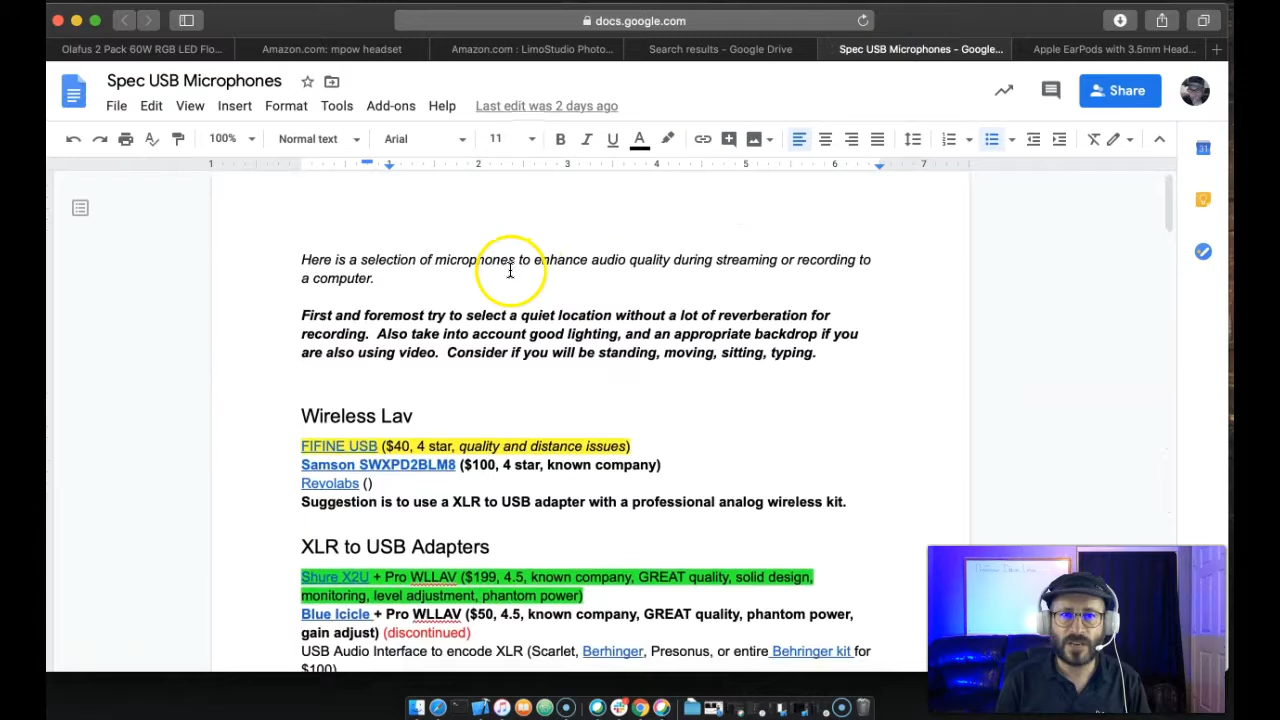 docs.google.com
Olafus 2 Pack 60W RGB LED Flo...
Amazon.com: mpow headset
Amazon.com : LimoStudio Photo...
Search results - Google Drive
Spec USB Microphones - Google...
Apple EarPods with 3.5mm Head...
Spec USB Microphones
File Edit View Insert Format Tools Add-ons Help Last edit was 2 days ago
Share
100% Normal text Arial 11
1 1 2 3 4 5 6 7
Here is a selection of microphones to enhance audio quality during streaming or recording to
a computer.
First and foremost try to select a quiet location without a lot of reverberation for
recording. Also take into account good lighting, and an appropriate backdrop if you
are also using video. Consider if you will be standing, moving, sitting, typing.
Wireless Lav
FIFINE USB ($40, 4 star, quality and distance issues)
Samson SWXPD2BLM8 ($100, 4 star, known company)
Revolabs ()
Suggestion is to use a XLR to USB adapter with a professional analog wireless kit.
XLR to USB Adapters
Shure X2U + Pro WLLAV ($199, 4.5, known company, GREAT quality, solid design,
monitoring, level adjustment, phantom power)
Blue Icicle + Pro WLLAV ($50, 4.5, known company, GREAT quality, phantom power,
gain adjust) (discontinued)
USB Audio Interface to encode XLR (Scarlet, Berhinger, Presonus, or entire Behringer kit for
$100)